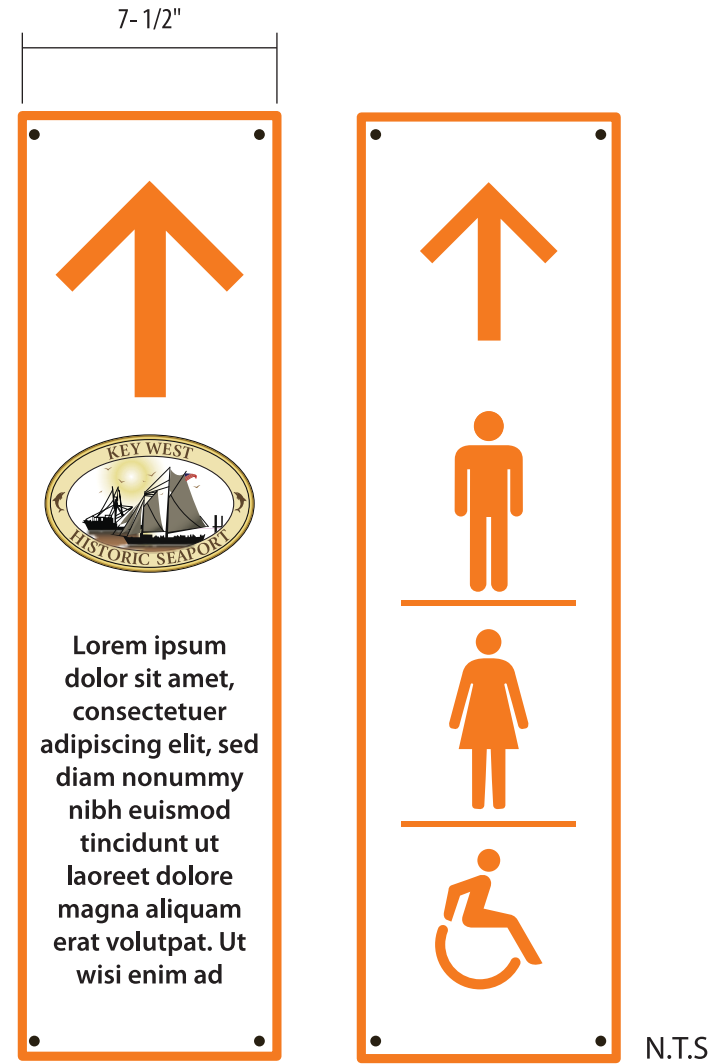 7- 1/2"
KEY WEST
HISTORIC SEAPORT
Lorem ipsum
dolor sit amet,
consectetuer
adipiscing elit, sed
diam nonummy
nibh euismod
tincidunt ut
laoreet dolore
magna aliquam
erat volutpat. Ut
wisi enim ad
N.T.S